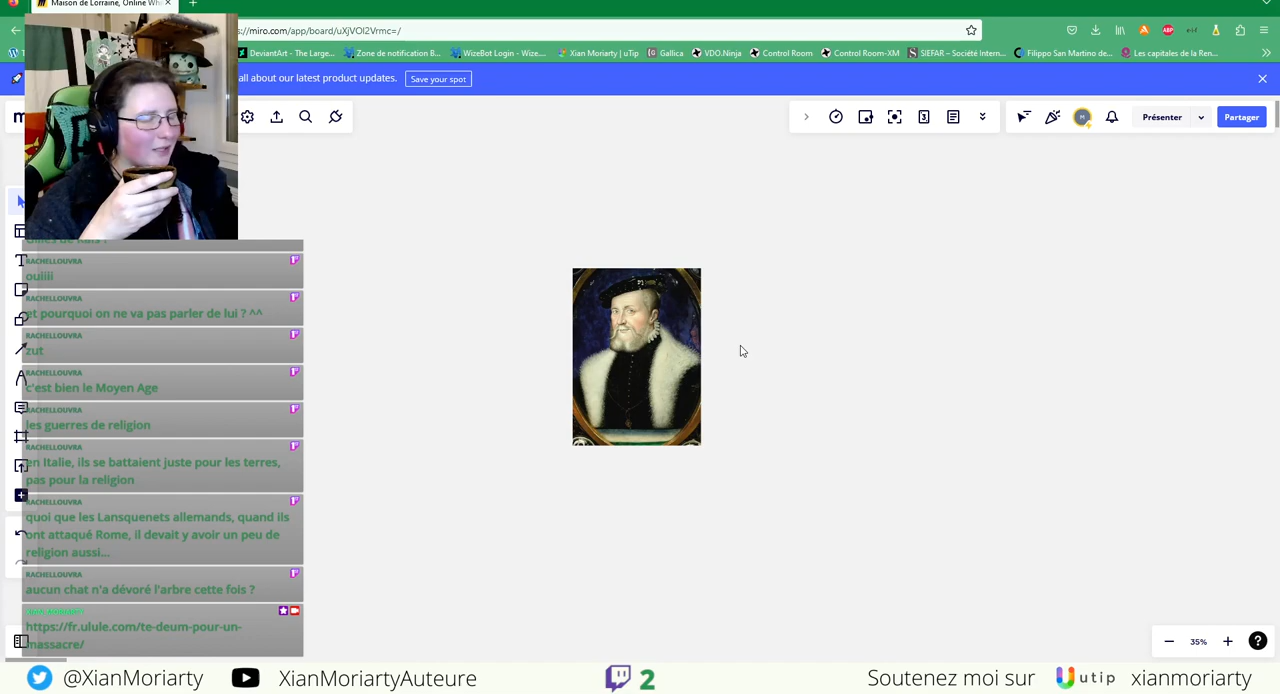 Maison de Lorraine, Online Whi
s://miro.com/app/board/uXjVOl2Vrmc=/
DeviantArt - The Large...
Zone de notification B...
WizeBot Login - Wize....
Xian Moriarty | uTip
Gallica
VDO.Ninja
Control Room
Control Room-XM
SIEFAR — Société Intern...
Filippo San Martino de...
Les capitales de la Ren...
all about our latest product updates.
Save your spot
Présenter
Partager
Gilles de Rais ?
RACHELLOUVRA
ouiiii
RACHELLOUVRA
et pourquoi on ne va pas parler de lui ? ^^
RACHELLOUVRA
zut
RACHELLOUVRA
c'est bien le Moyen Age
RACHELLOUVRA
les guerres de religion
RACHELLOUVRA
en Italie, ils se battaient juste pour les terres,
pas pour la religion
RACHELLOUVRA
quoi que les Lansquenets allemands, quand ils
ont attaqué Rome, il devait y avoir un peu de
religion aussi...
RACHELLOUVRA
aucun chat n'a dévoré l'arbre cette fois ?
https://fr.ulule.com/te-deum-pour-un-
massacre/
35%
@XianMoriarty
XianMoriartyAuteure
2
Soutenez moi sur
utip
xianmoriarty